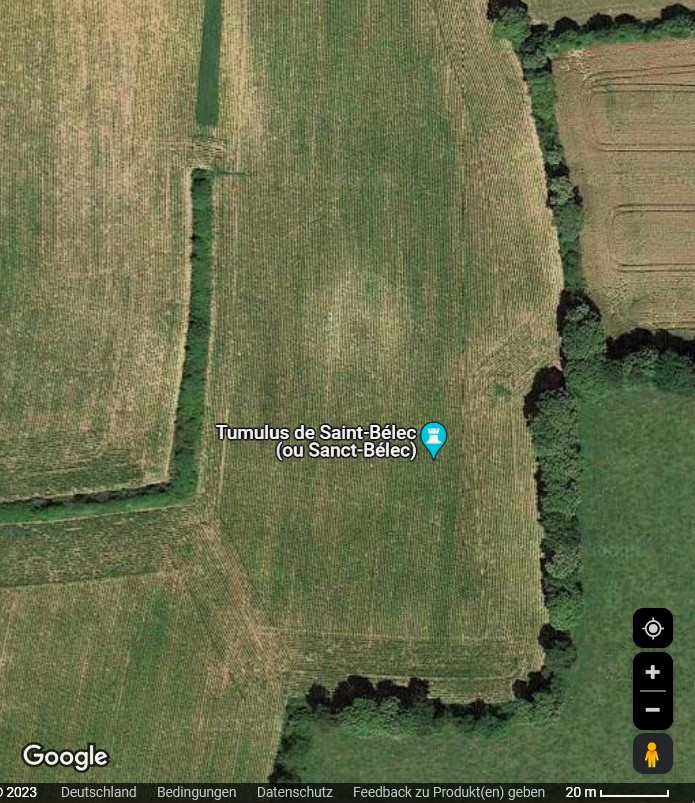 Tumulus de Saint-Bélec
(ou Sanct-Bélec)
Google
© 2023 Deutschland Bedingungen Datenschutz Feedback zu Produkt(en) geben 20 m